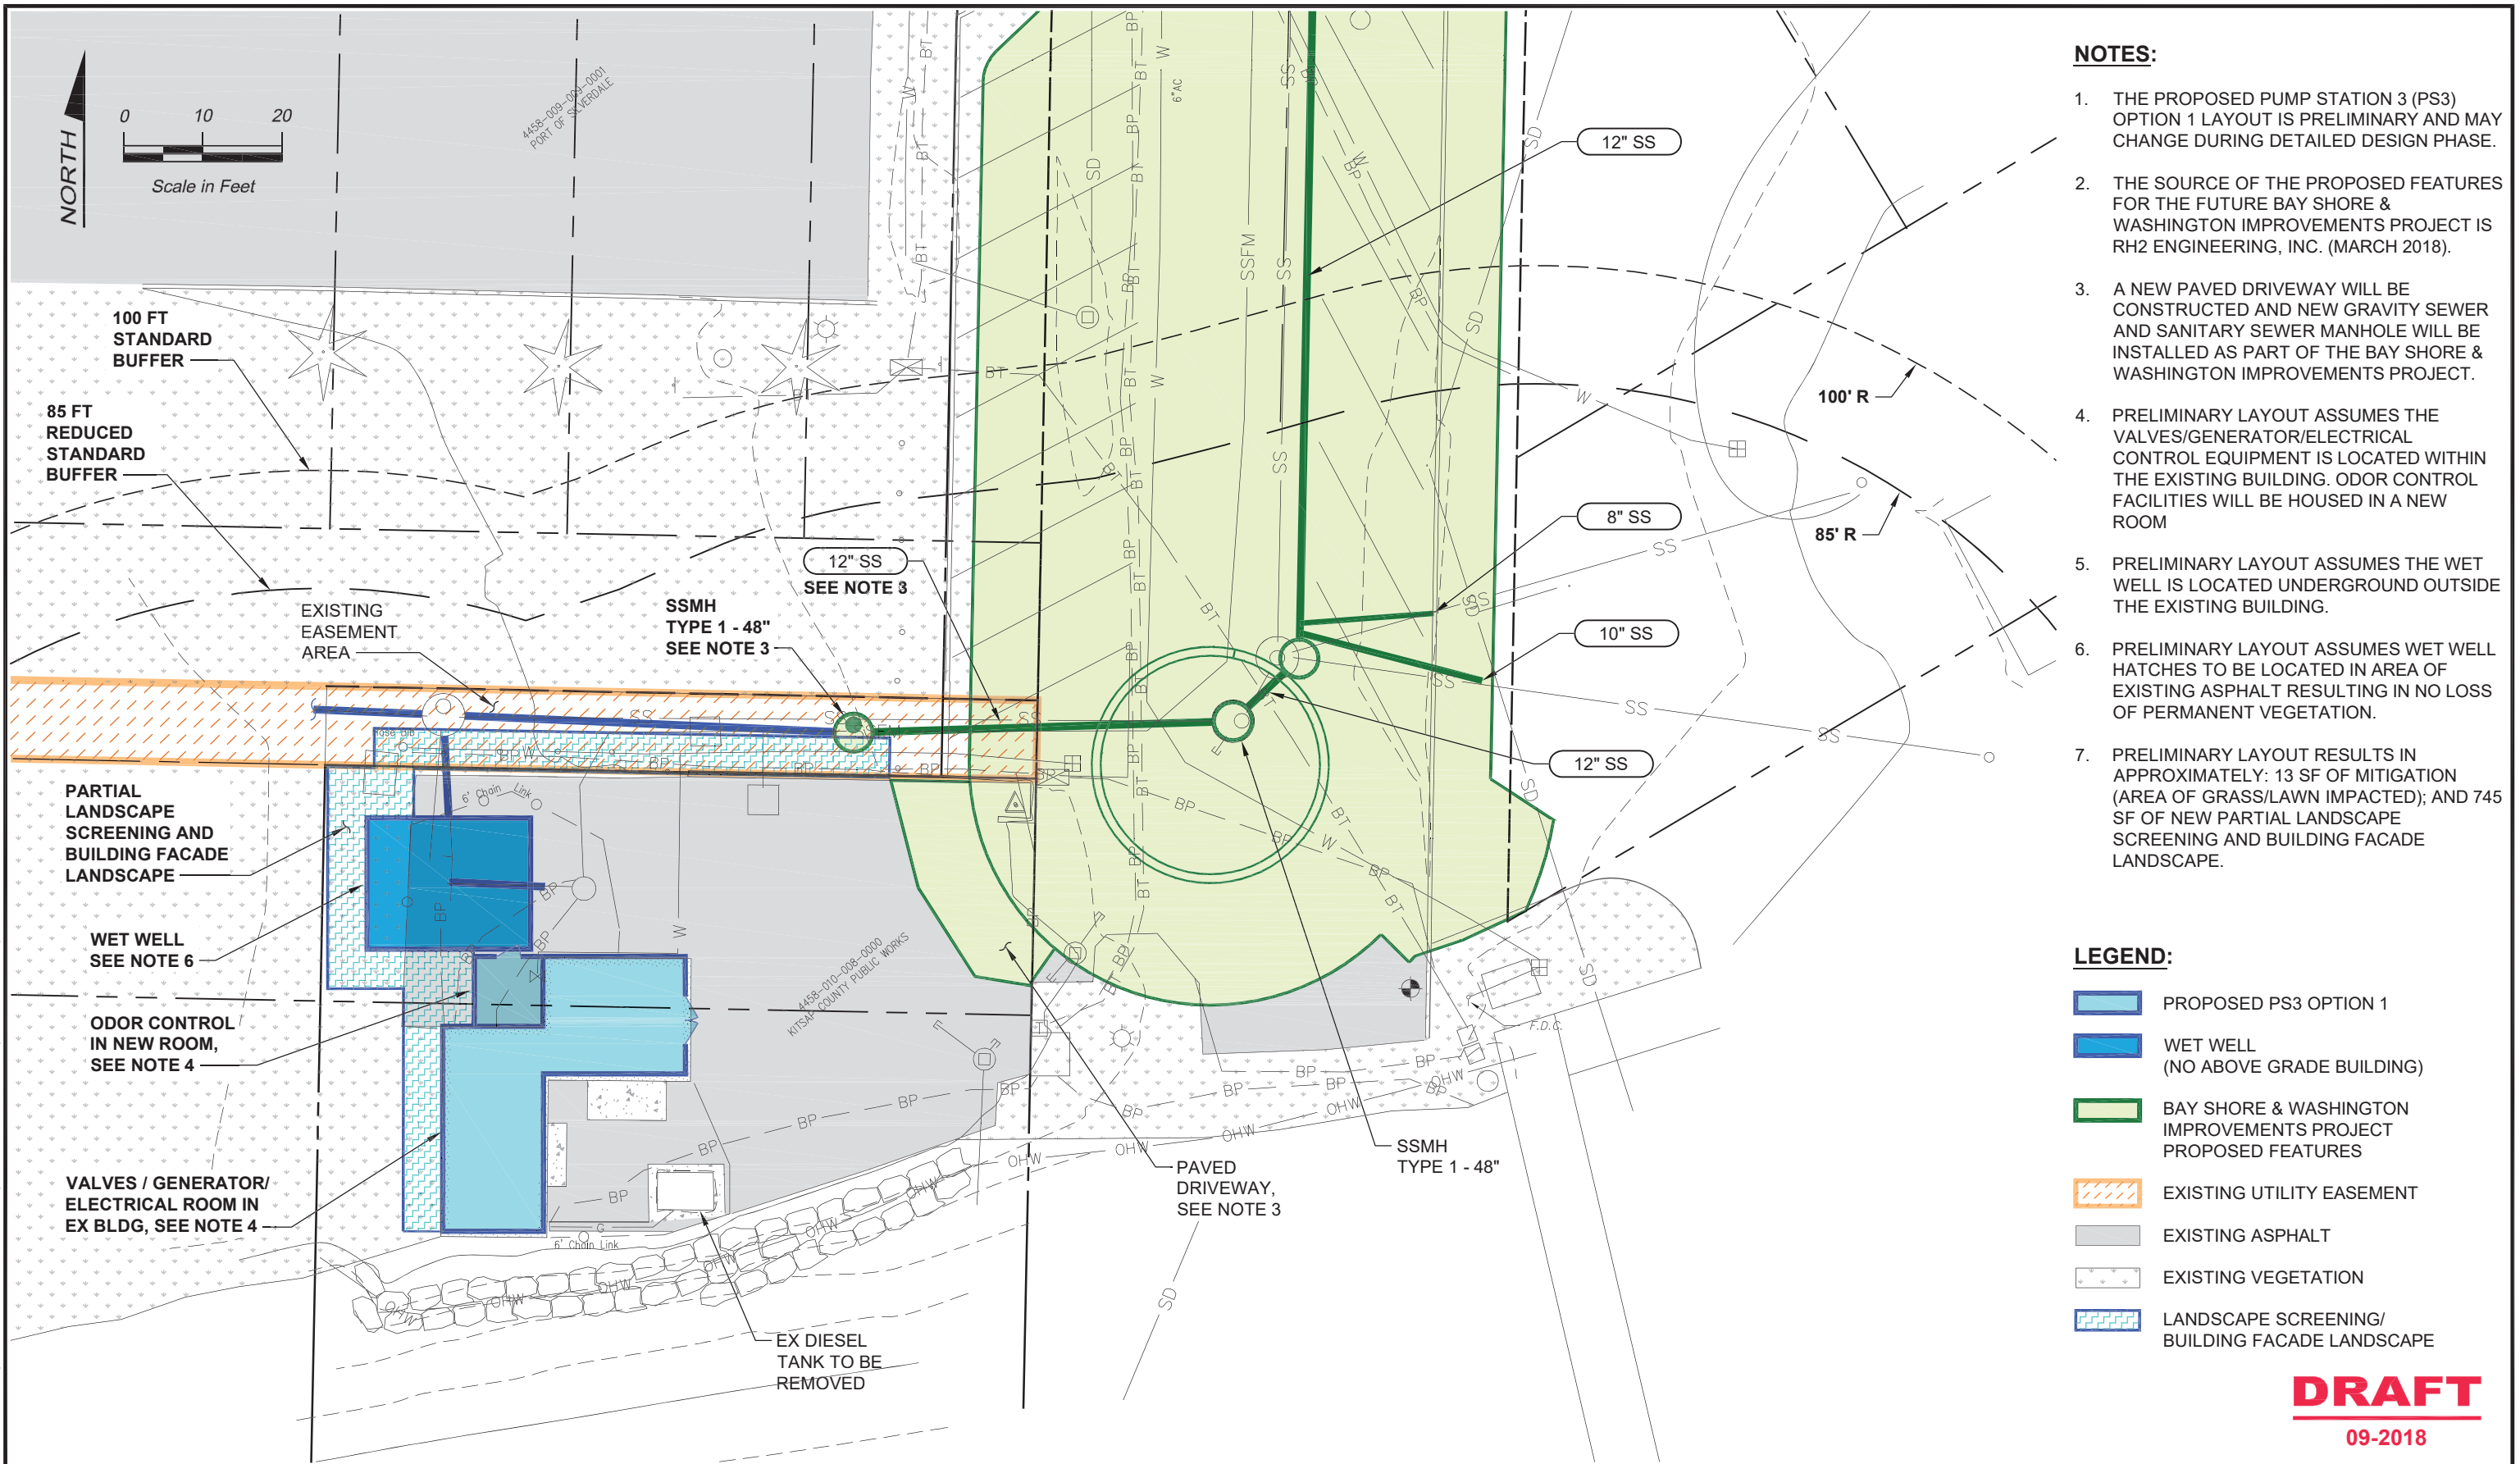 NORTH
0 10 20
Scale in Feet
4458-009-009-0001
PORT OF SILVERDALE
100 FT
STANDARD
BUFFER
85 FT
REDUCED
STANDARD
BUFFER
EXISTING
EASEMENT
AREA
SSMH
TYPE 1 - 48"
SEE NOTE 3
12" SS
SEE NOTE 3
6"AC
SSFM
12" SS
8" SS
10" SS
12" SS
100' R
85' R
PARTIAL
LANDSCAPE
SCREENING AND
BUILDING FACADE
LANDSCAPE
WET WELL
SEE NOTE 6
ODOR CONTROL
IN NEW ROOM,
SEE NOTE 4
VALVES / GENERATOR/
ELECTRICAL ROOM IN
EX BLDG, SEE NOTE 4
6' Chain Link
4458-010-008-0000
KITSAP COUNTY PUBLIC WORKS
6' Chain Link
F.D.C.
SSMH
TYPE 1 - 48"
PAVED
DRIVEWAY,
SEE NOTE 3
EX DIESEL
TANK TO BE
REMOVED
NOTES:
1. THE PROPOSED PUMP STATION 3 (PS3)
OPTION 1 LAYOUT IS PRELIMINARY AND MAY
CHANGE DURING DETAILED DESIGN PHASE.
2. THE SOURCE OF THE PROPOSED FEATURES
FOR THE FUTURE BAY SHORE &
WASHINGTON IMPROVEMENTS PROJECT IS
RH2 ENGINEERING, INC. (MARCH 2018).
3. A NEW PAVED DRIVEWAY WILL BE
CONSTRUCTED AND NEW GRAVITY SEWER
AND SANITARY SEWER MANHOLE WILL BE
INSTALLED AS PART OF THE BAY SHORE &
WASHINGTON IMPROVEMENTS PROJECT.
4. PRELIMINARY LAYOUT ASSUMES THE
VALVES/GENERATOR/ELECTRICAL
CONTROL EQUIPMENT IS LOCATED WITHIN
THE EXISTING BUILDING. ODOR CONTROL
FACILITIES WILL BE HOUSED IN A NEW
ROOM
5. PRELIMINARY LAYOUT ASSUMES THE WET
WELL IS LOCATED UNDERGROUND OUTSIDE
THE EXISTING BUILDING.
6. PRELIMINARY LAYOUT ASSUMES WET WELL
HATCHES TO BE LOCATED IN AREA OF
EXISTING ASPHALT RESULTING IN NO LOSS
OF PERMANENT VEGETATION.
7. PRELIMINARY LAYOUT RESULTS IN
APPROXIMATELY: 13 SF OF MITIGATION
(AREA OF GRASS/LAWN IMPACTED); AND 745
SF OF NEW PARTIAL LANDSCAPE
SCREENING AND BUILDING FACADE
LANDSCAPE.
LEGEND:
PROPOSED PS3 OPTION 1
WET WELL
(NO ABOVE GRADE BUILDING)
BAY SHORE & WASHINGTON
IMPROVEMENTS PROJECT
PROPOSED FEATURES
EXISTING UTILITY EASEMENT
EXISTING ASPHALT
EXISTING VEGETATION
LANDSCAPE SCREENING/
BUILDING FACADE LANDSCAPE
DRAFT
09-2018